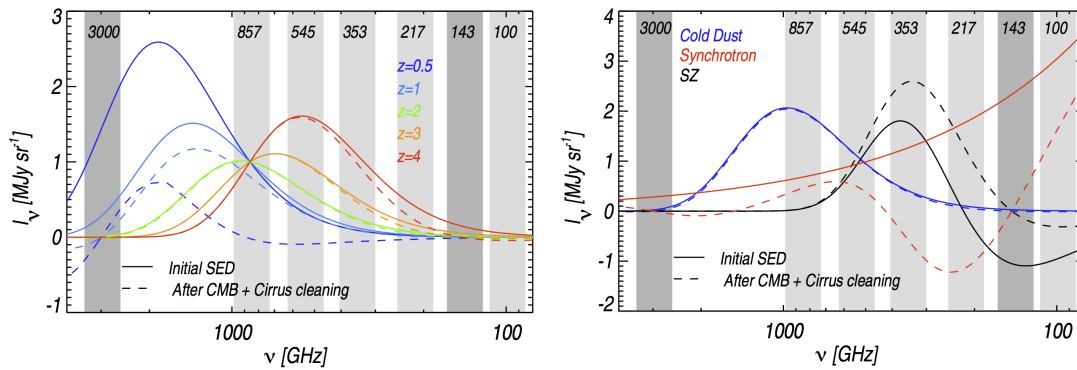 3000 857 545 353 217 143 100
z=0.5
z=1
z=2
z=3
z=4
Initial SED
After CMB + Cirrus cleaning
3
2
1
0
-1
Iν [MJy sr⁻¹]
1000 100
ν [GHz]
3000 857 545 353 217 143 100
Cold Dust
Synchrotron
SZ
Initial SED
After CMB + Cirrus cleaning
4
3
2
1
0
-1
-2
Iν [MJy sr⁻¹]
1000 100
ν [GHz]